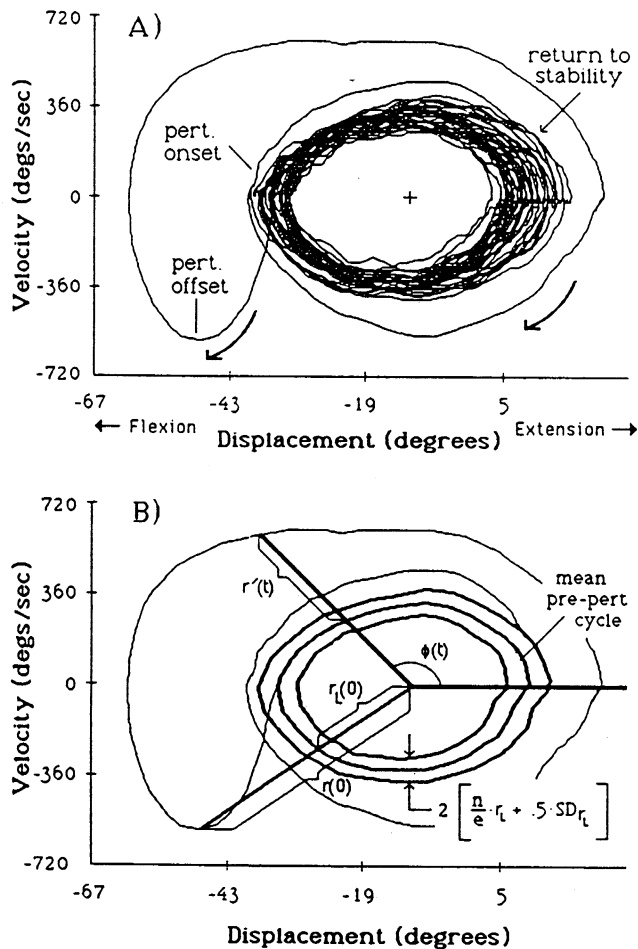 A)
720
360
0
-360
-720
Velocity (degs/sec)
return to
stability
pert.
onset
pert.
offset
+
-67
-43
-19
5
← Flexion
Displacement (degrees)
Extension →
B)
720
360
0
-360
-720
Velocity (degs/sec)
mean
pre-pert
cycle
r′(t)
ϕ(t)
r_L(0)
r(0)
2 [ n/e · r_L + .5 · SD_{r_L} ]
-67
-43
-19
5
Displacement (degrees)